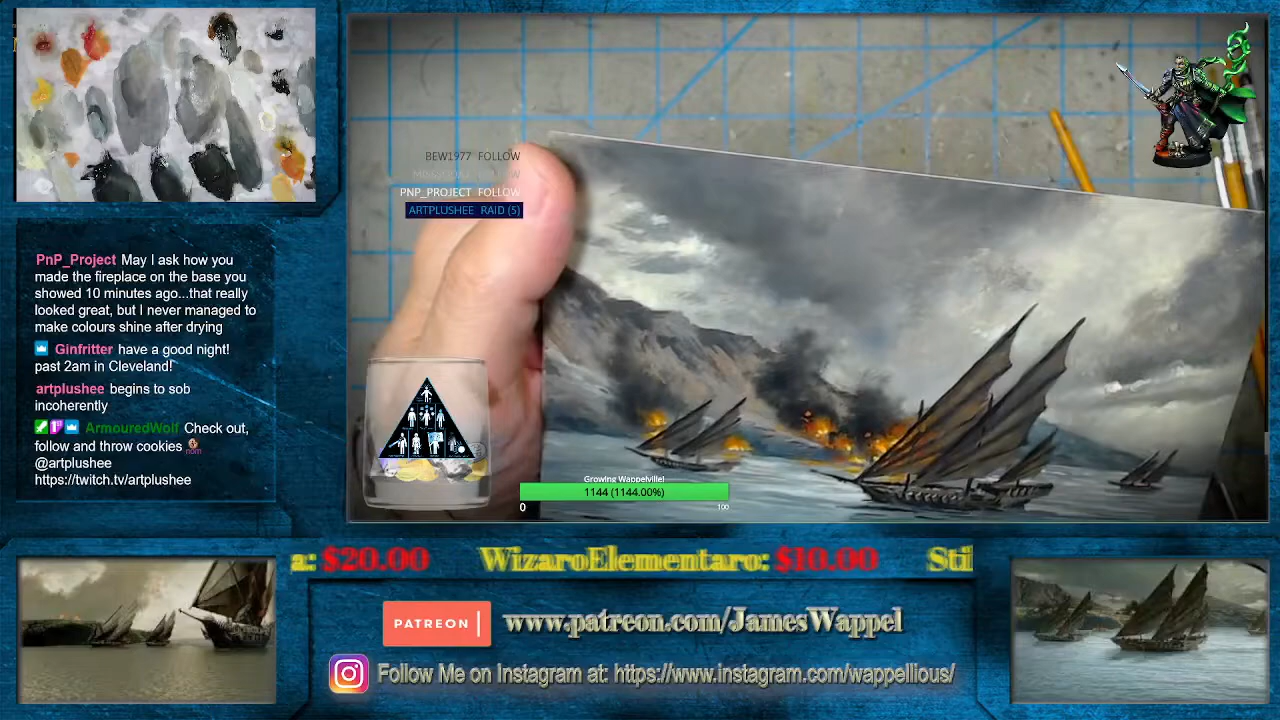 BEW1977 FOLLOW
PNP_PROJECT FOLLOW
ARTPLUSHEE RAID (5)
PnP_Project May I ask how you
made the fireplace on the base you
showed 10 minutes ago...that really
looked great, but I never managed to
make colours shine after drying
Ginfritter have a good night!
past 2am in Cleveland!
artplushee begins to sob
incoherently
ArmouredWolf Check out,
follow and throw cookies
nom
@artplushee
https://twitch.tv/artplushee
Growing Wappelville!
1144 (1144.00%)
0 100
a: $20.00 WizaroElementaro: $10.00 Sti
PATREON www.patreon.com/JamesWappel
Follow Me on Instagram at: https://www.instagram.com/wappellious/